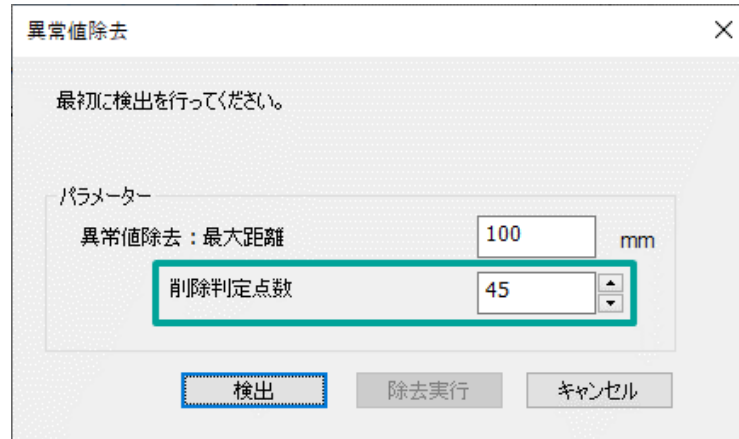 異常値除去
最初に検出を行ってください。
パラメーター
異常値除去：最大距離 100 mm
削除判定点数 45
検出 除去実行 キャンセル